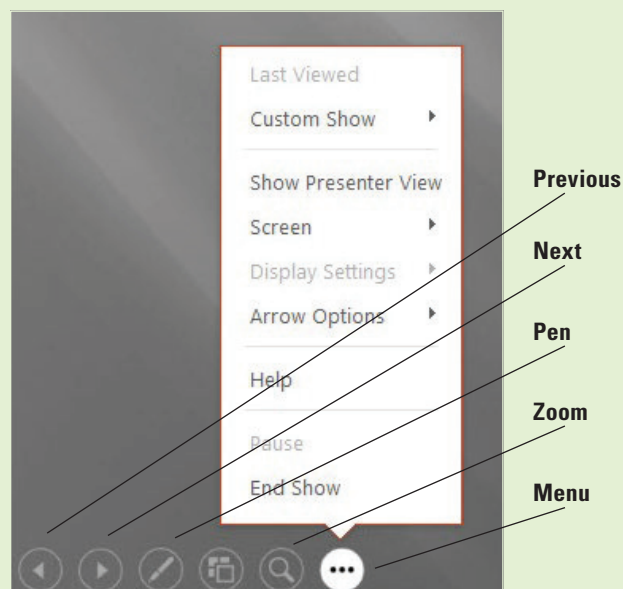 Last Viewed
Custom Show
Show Presenter View
Screen
Display Settings
Arrow Options
Help
Pause
End Show
Previous
Next
Pen
Zoom
Menu